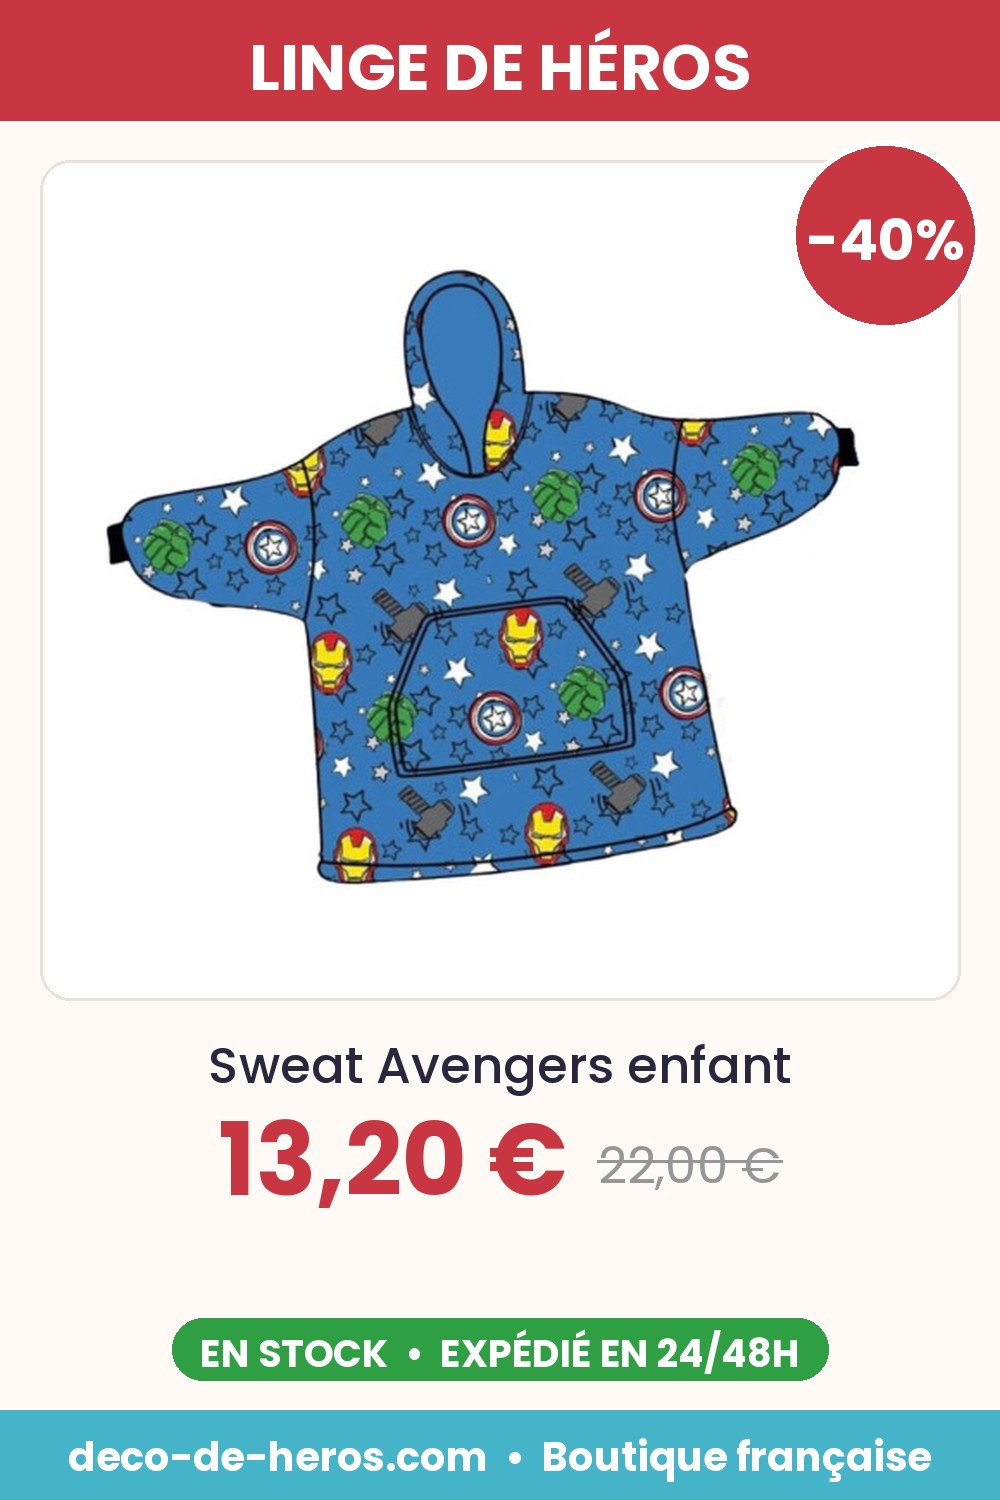 LINGE DE HÉROS
-40%
Sweat Avengers enfant
13,20 € 22,00 €
EN STOCK • EXPÉDIÉ EN 24/48H
deco-de-heros.com • Boutique française